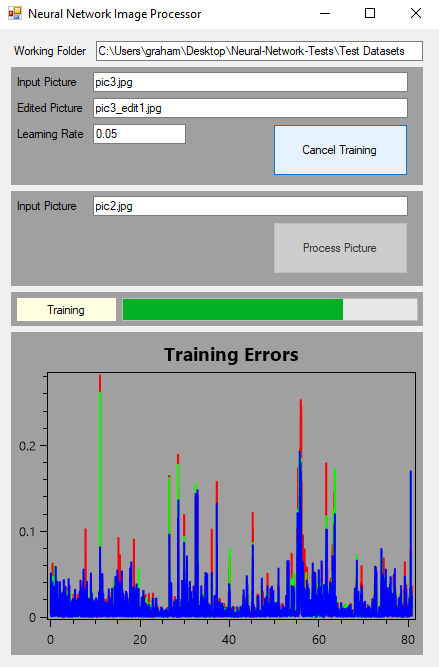 Neural Network Image Processor
Working Folder C:\Users\graham\Desktop\Neural-Network-Tests\Test Datasets
Input Picture pic3.jpg
Edited Picture pic3_edit1.jpg
Learning Rate 0.05
Cancel Training
Input Picture pic2.jpg
Process Picture
Training
Training Errors
0.2
0.1
0
0 20 40 60 80